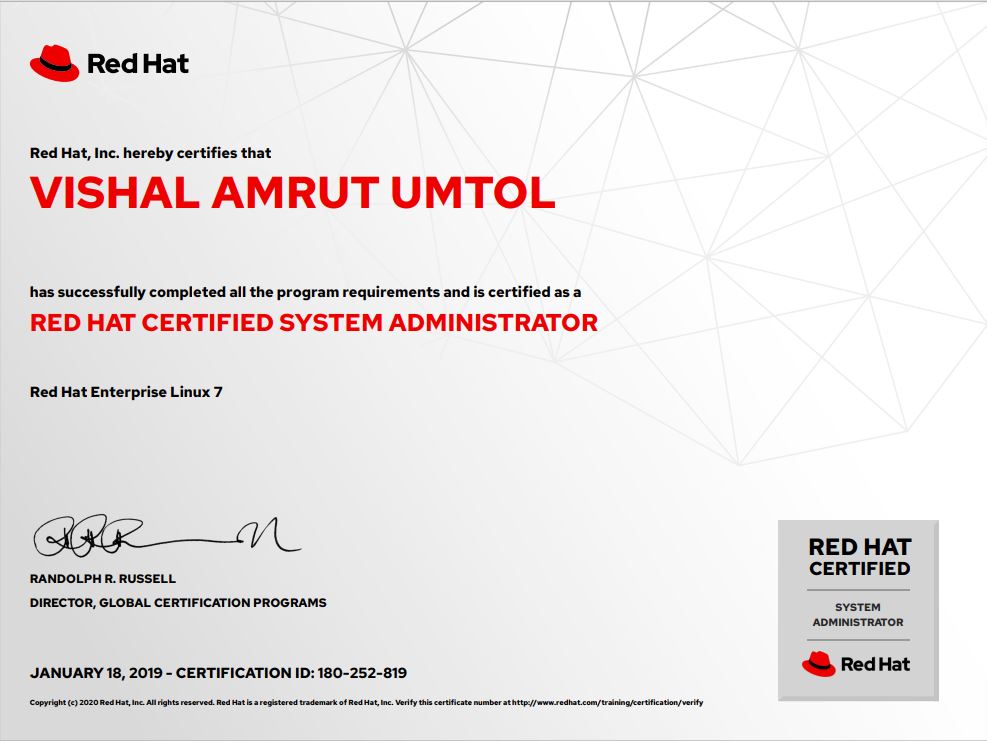 Red Hat
Red Hat, Inc. hereby certifies that
VISHAL AMRUT UMTOL
has successfully completed all the program requirements and is certified as a
RED HAT CERTIFIED SYSTEM ADMINISTRATOR
Red Hat Enterprise Linux 7
RANDOLPH R. RUSSELL
DIRECTOR, GLOBAL CERTIFICATION PROGRAMS
JANUARY 18, 2019 - CERTIFICATION ID: 180-252-819
Copyright (c) 2020 Red Hat, Inc. All rights reserved. Red Hat is a registered trademark of Red Hat, Inc. Verify this certificate number at http://www.redhat.com/training/certification/verify
RED HAT
CERTIFIED
SYSTEM
ADMINISTRATOR
Red Hat